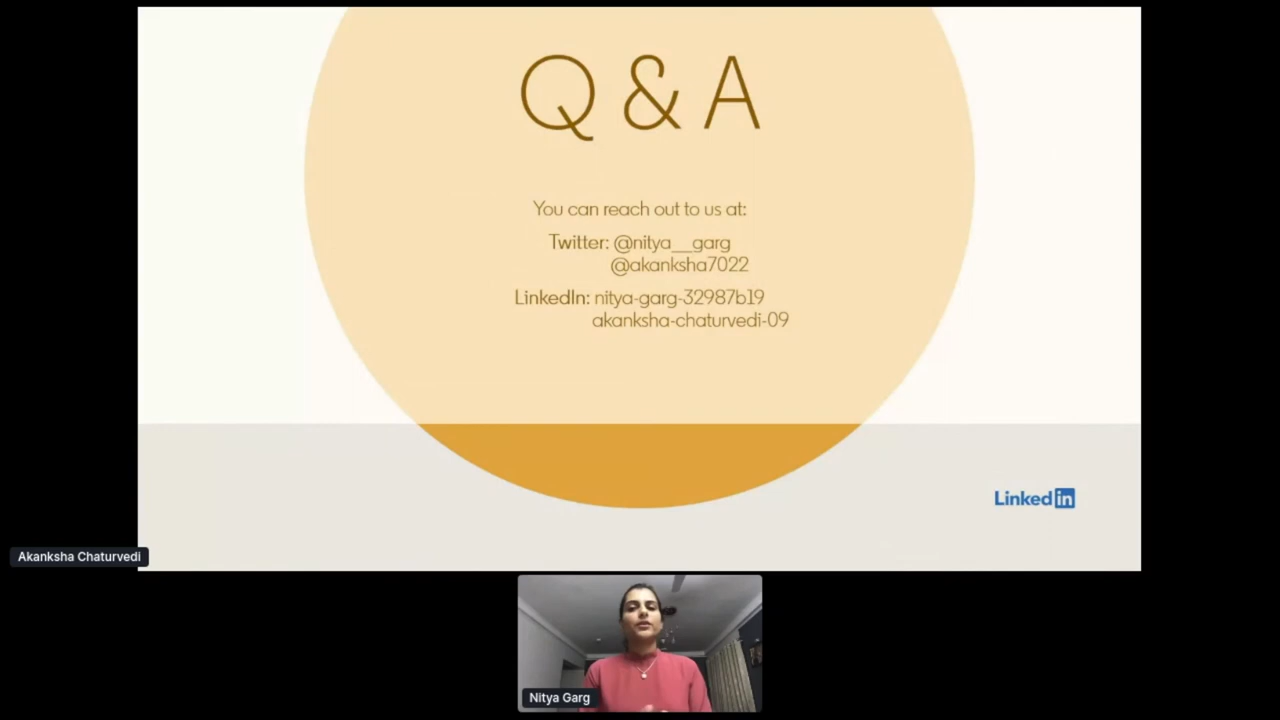 Q & A
You can reach out to us at:
Twitter: @nitya__garg
@akanksha7022
LinkedIn: nitya-garg-32987b19
akanksha-chaturvedi-09
Linked in
Akanksha Chaturvedi
Nitya Garg